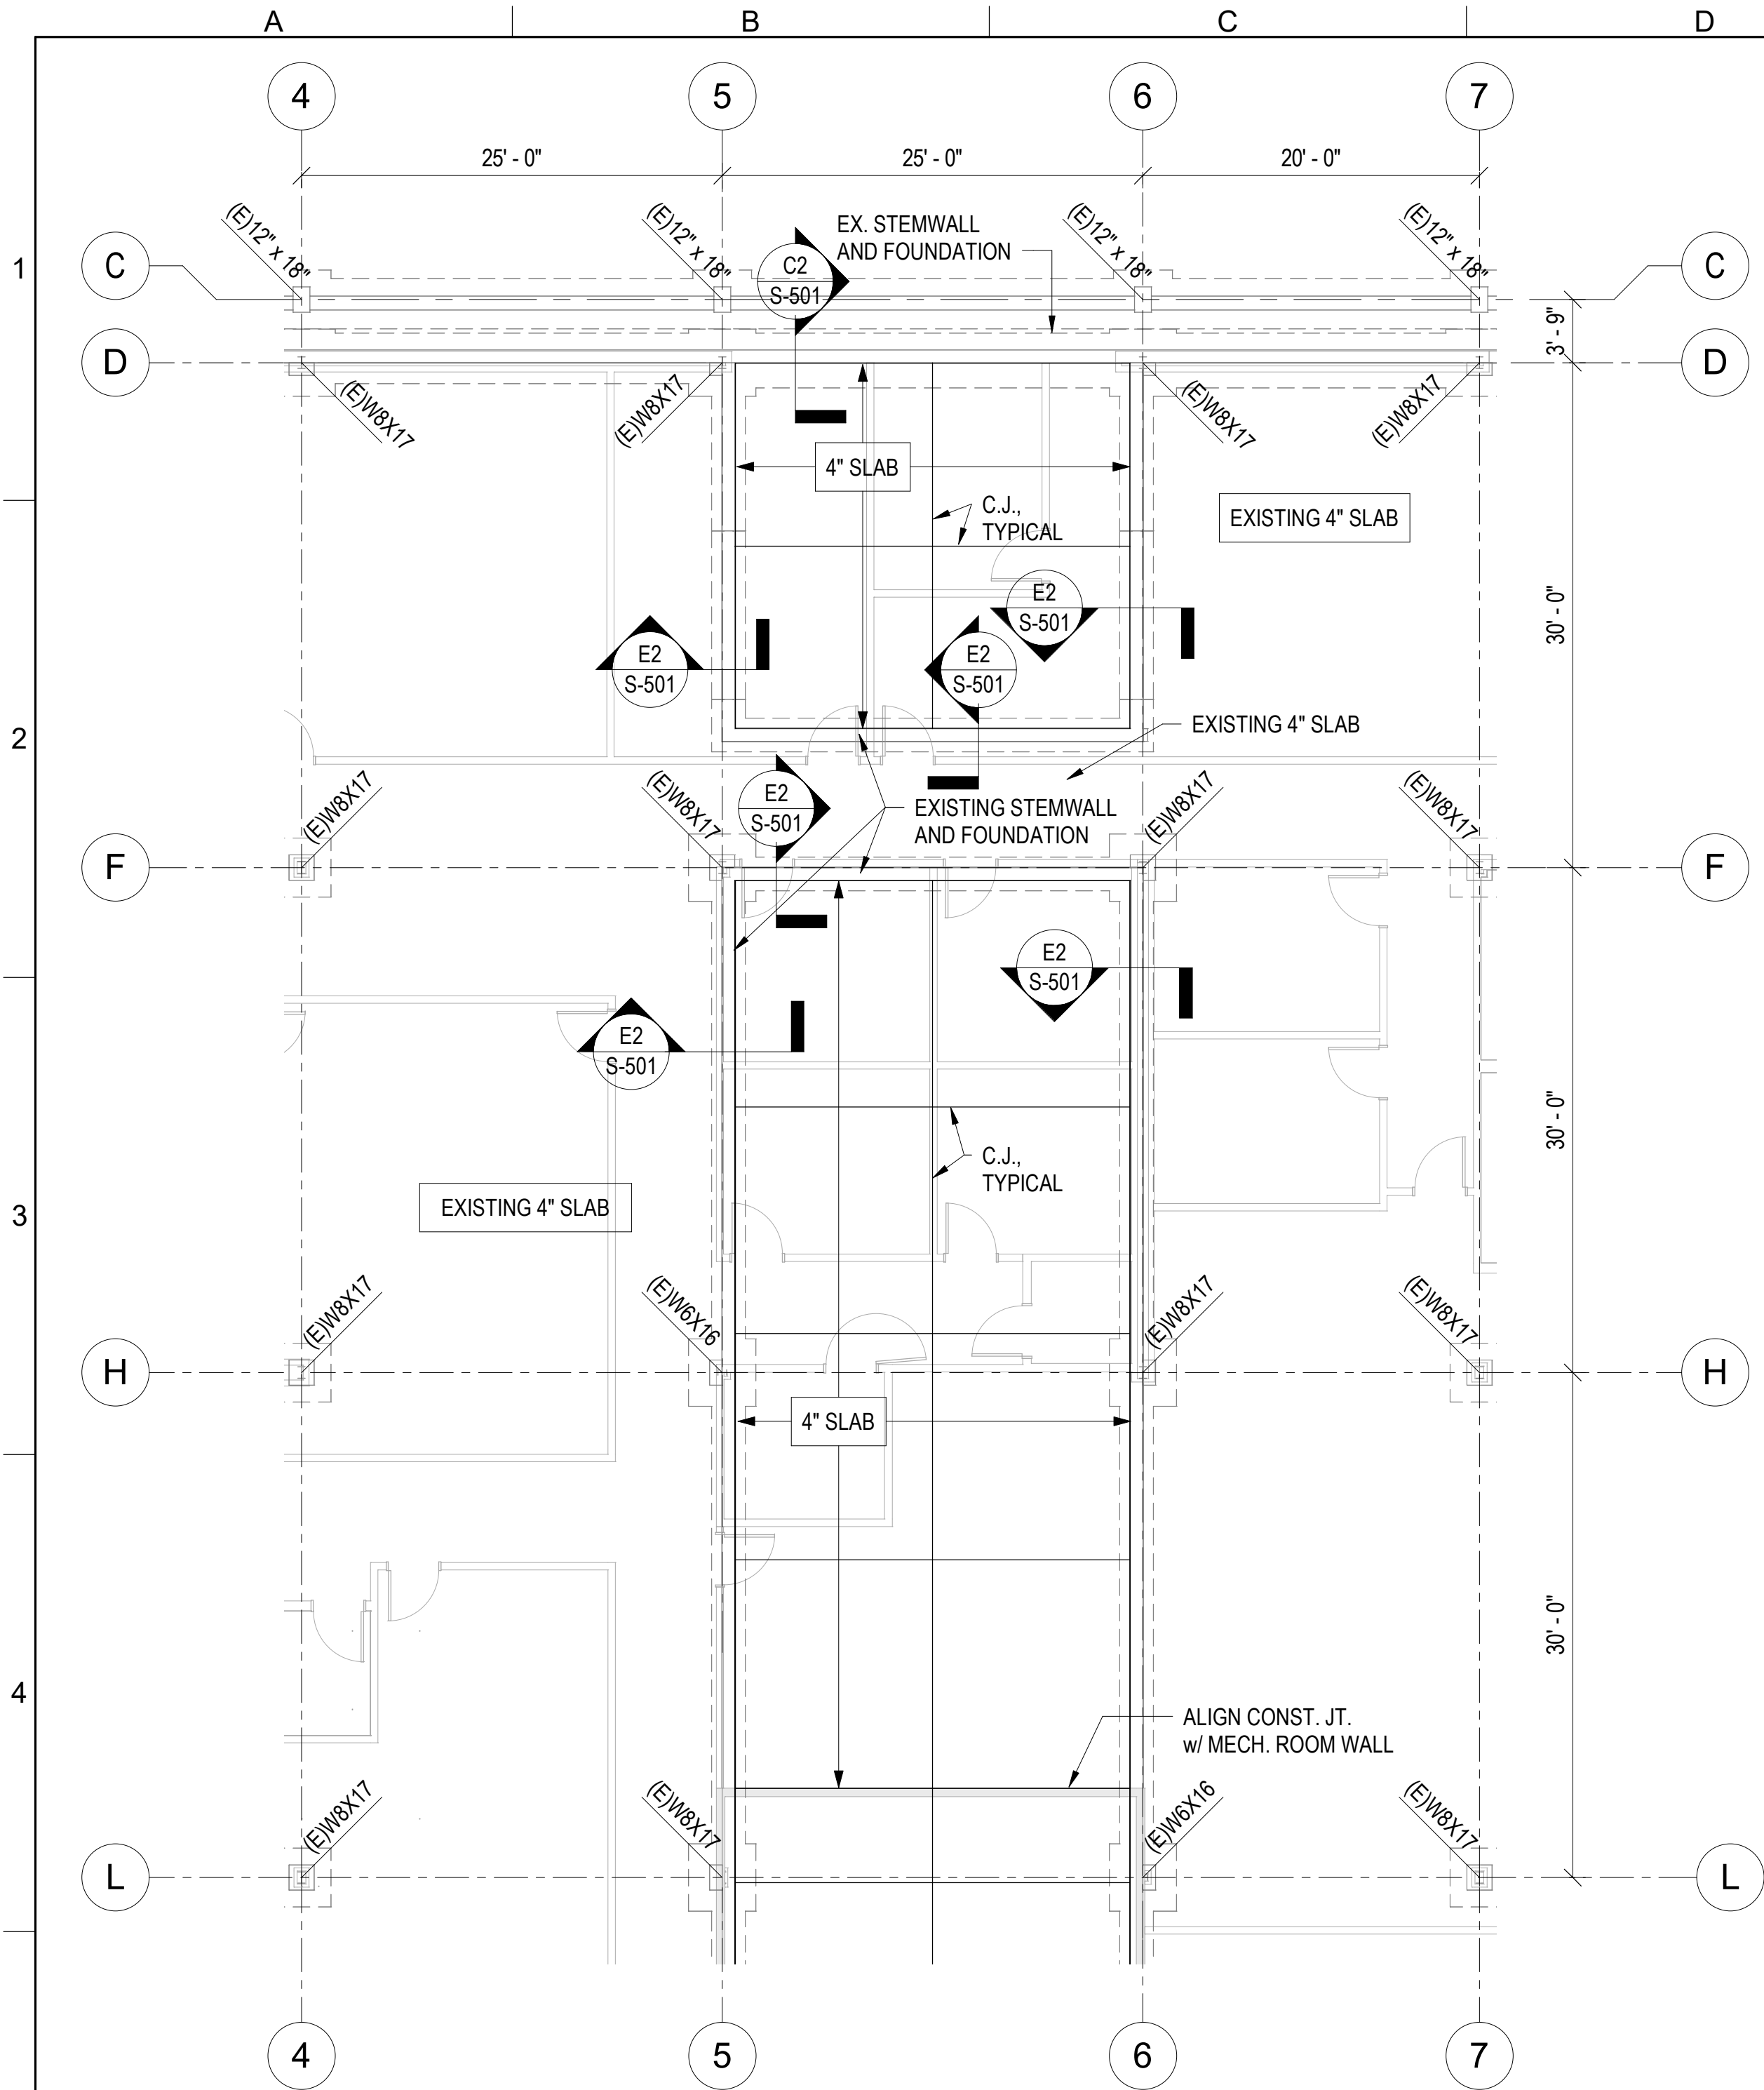 A B C D
4 5 6 7
25' - 0" 25' - 0" 20' - 0"
1
(E)12" x 18" (E)12" x 18" (E)12" x 18" (E)12" x 18"
EX. STEMWALL
AND FOUNDATION
C2
S-501
C C
3' - 9"
D D
(E)W8X17 (E)W8X17 (E)W8X17 (E)W8X17
4" SLAB
C.J.,
TYPICAL
EXISTING 4" SLAB
30' - 0"
E2
S-501
E2
S-501
E2
S-501
2
EXISTING 4" SLAB
(E)W8X17 (E)W8X17 (E)W8X17 (E)W8X17
E2
S-501
EXISTING STEMWALL
AND FOUNDATION
F F
E2
S-501
E2
S-501
30' - 0"
C.J.,
TYPICAL
3
EXISTING 4" SLAB
(E)W8X17 (E)W6X16 (E)W8X17 (E)W8X17
H H
4" SLAB
30' - 0"
4
ALIGN CONST. JT.
w/ MECH. ROOM WALL
(E)W8X17 (E)W8X17 (E)W6X16 (E)W8X17
L L
4 5 6 7